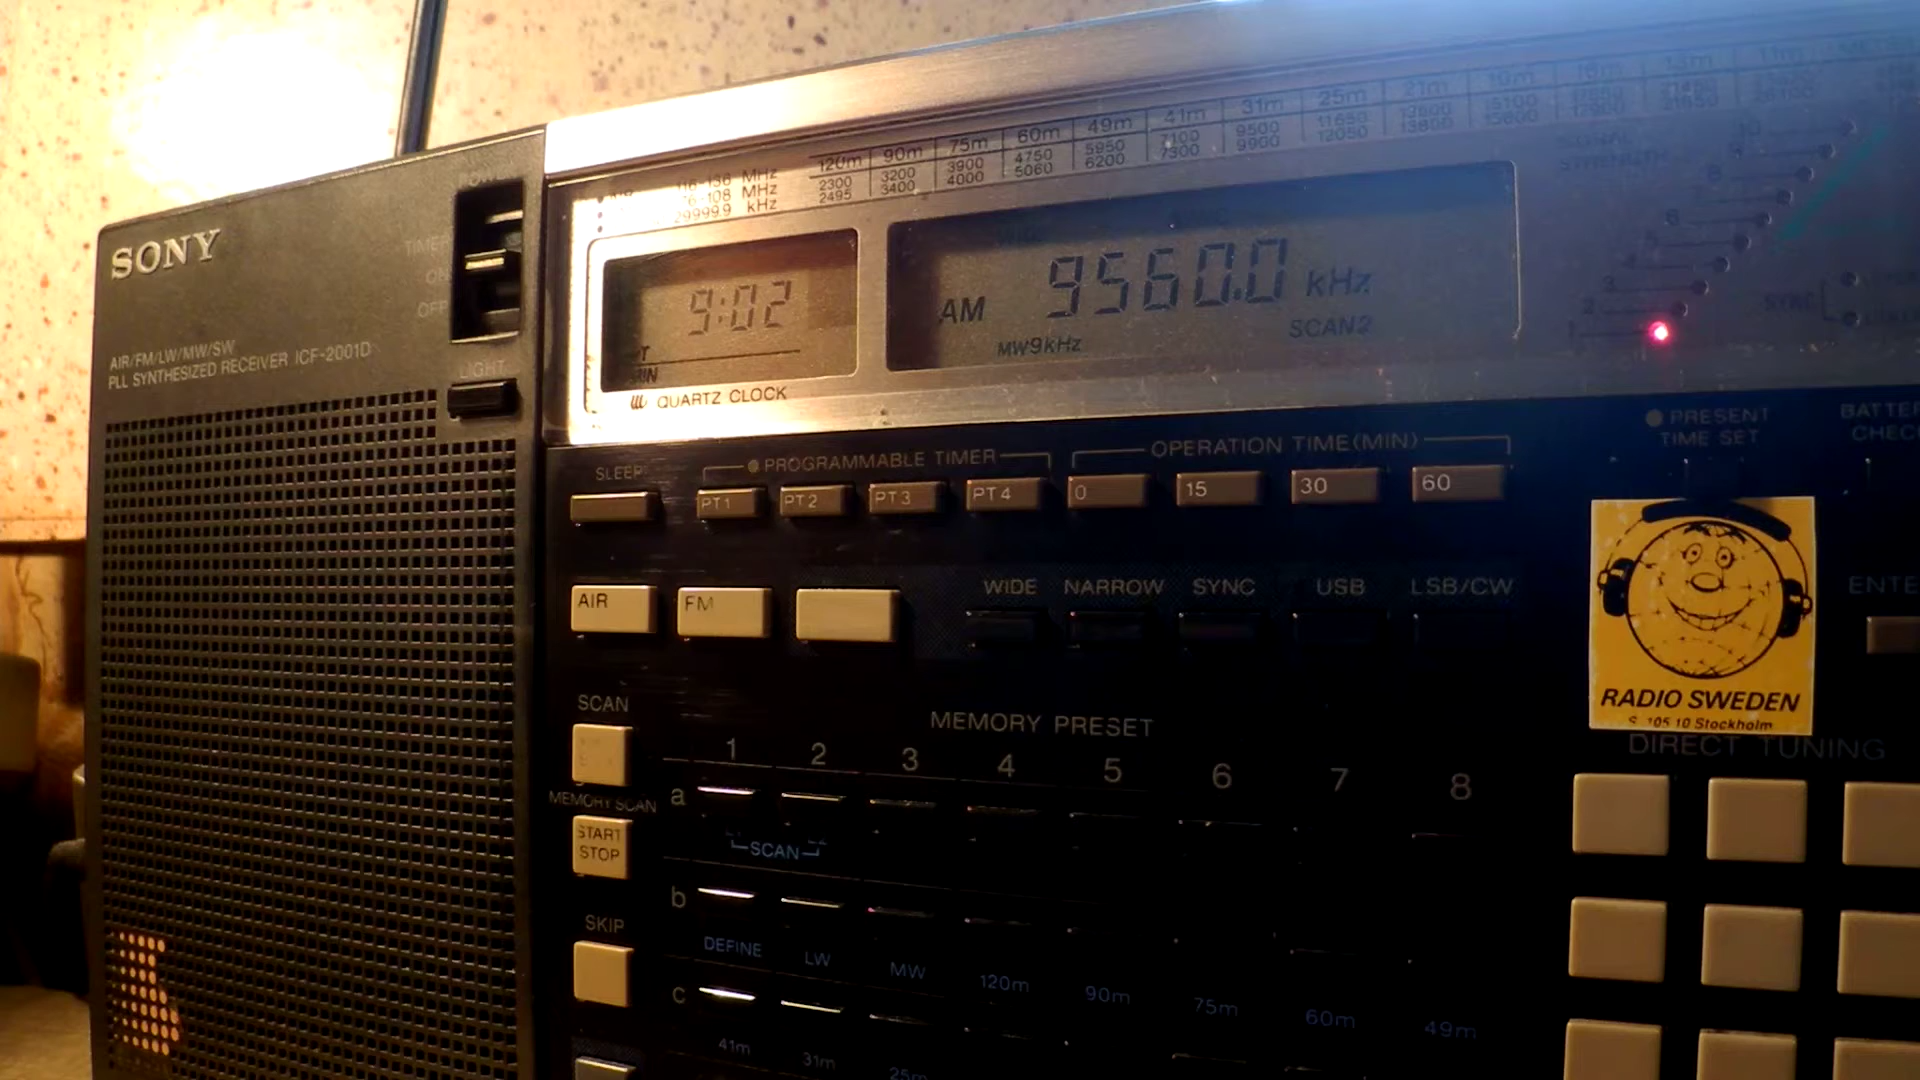 120m 90m 75m 60m 49m 41m 31m 25m 21m
2300 3200 3900 4750 5950 7100 9500 11650
2495 3400 4000 5060 6200 7300 9900 12050
MHz
MHz
kHz
SONY
TIMER
ON
OFF
9:02
9560.0 kHz
AM
MW9kHz
SCAN2
AIR/FM/LW/MW/SW
PLL SYNTHESIZED RECEIVER ICF-2001D
LIGHT
QUARTZ CLOCK
SLEEP
PROGRAMMABLE TIMER
OPERATION TIME(MIN)
PRESENT
TIME SET
PT1 PT2 PT3 PT4 0 15 30 60
AIR FM
WIDE NARROW SYNC USB LSB/CW
RADIO SWEDEN
S-105 10 Stockholm
DIRECT TUNING
SCAN
MEMORY PRESET
1 2 3 4 5 6 7 8
MEMORY SCAN
a
START
STOP
SCAN
b
SKIP
DEFINE LW MW 120m 90m 75m 60m 49m
c
41m 31m 25m